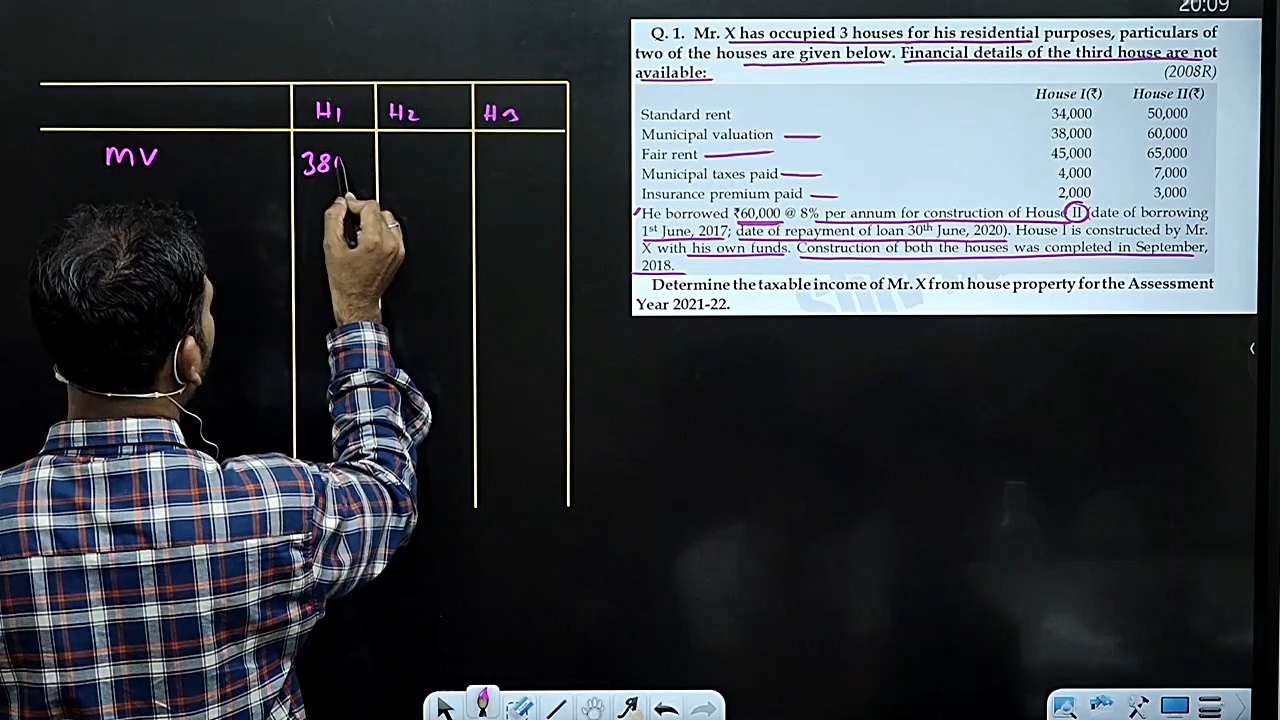 20:09
Q. 1. Mr. X has occupied 3 houses for his residential purposes, particulars of
two of the houses are given below. Financial details of the third house are not
available: (2008R)
House I(₹) House II(₹)
Standard rent 34,000 50,000
Municipal valuation 38,000 60,000
Fair rent 45,000 65,000
Municipal taxes paid 4,000 7,000
Insurance premium paid 2,000 3,000
He borrowed ₹60,000 @ 8% per annum for construction of House II (date of borrowing
1st June, 2017; date of repayment of loan 30th June, 2020). House I is constructed by Mr.
X with his own funds. Construction of both the houses was completed in September,
2018.
Determine the taxable income of Mr. X from house property for the Assessment
Year 2021-22.
H1 H2 H3
MV 38